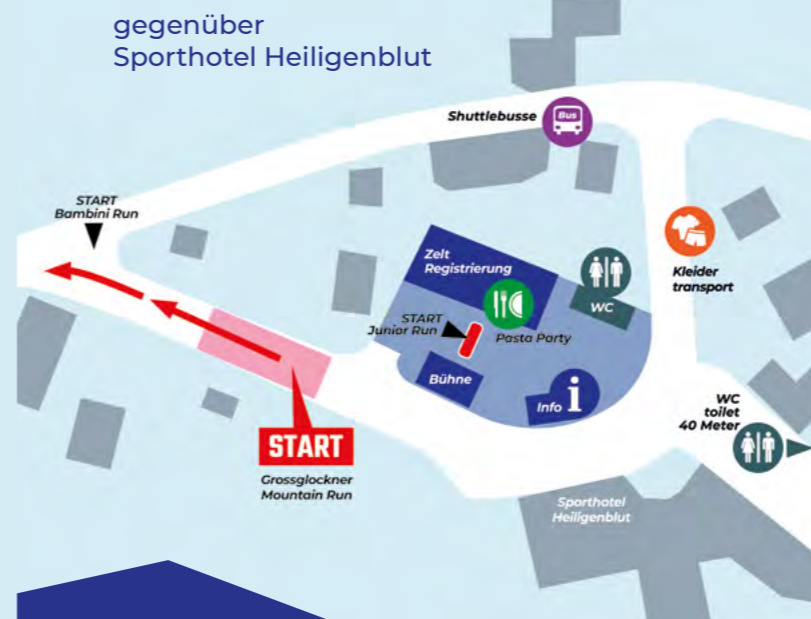 gegenüber
Sporthotel Heiligenblut
Shuttlebusse
Bus
START
Bambini Run
Zelt
Registrierung
Kleider
transport
WC
START
Junior Run
Pasta Party
Bühne
Info
i
WC
toilet
40 Meter
START
Grossglockner
Mountain Run
Sporthotel
Heiligenblut